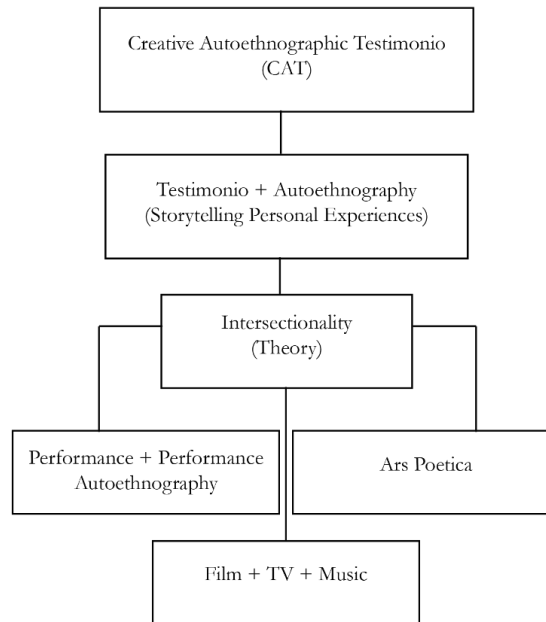 Creative Autoethnographic Testimonio
(CAT)
Testimonio + Autoethnography
(Storytelling Personal Experiences)
Intersectionality
(Theory)
Performance + Performance
Autoethnography
Ars Poetica
Film + TV + Music